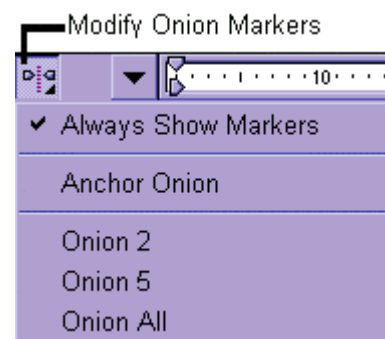 Modify Onion Markers
10
Always Show Markers
Anchor Onion
Onion 2
Onion 5
Onion All